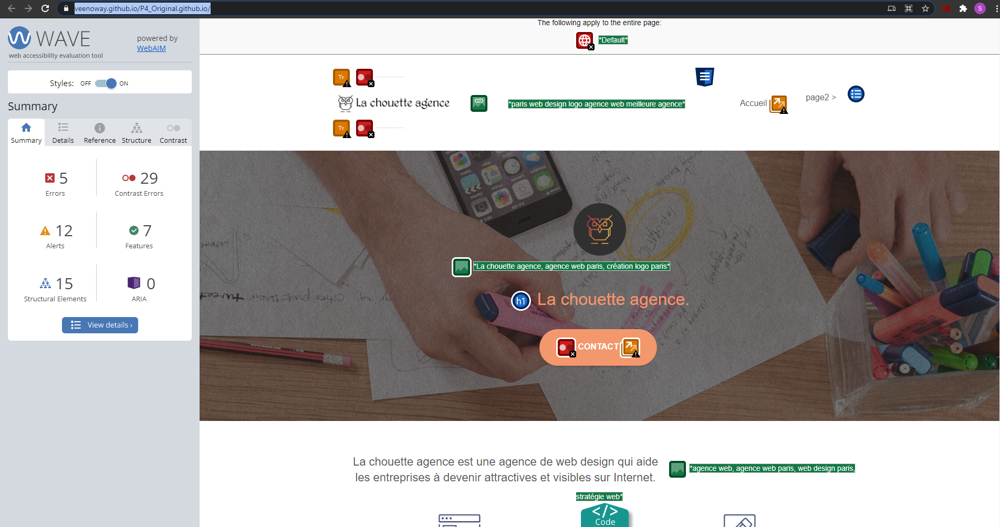 veenoway.github.io/P4_Original.github.io/
S
WAVE
web accessibility evaluation tool
powered by
WebAIM
Styles: OFF ON
Summary
Summary Details Reference Structure Contrast
5
Errors
29
Contrast Errors
12
Alerts
7
Features
15
Structural Elements
0
ARIA
View details ›
The following apply to the entire page:
*Default*
La chouette agence
*paris web design logo agence web meilleure agence*
Accueil
page2 >
*La chouette agence, agence web paris, création logo paris*
h1 La chouette agence.
CONTACT
La chouette agence est une agence de web design qui aide
les entreprises à devenir attractives et visibles sur Internet.
*agence web, agence web paris, web design paris,
stratégie web*
</>
Code